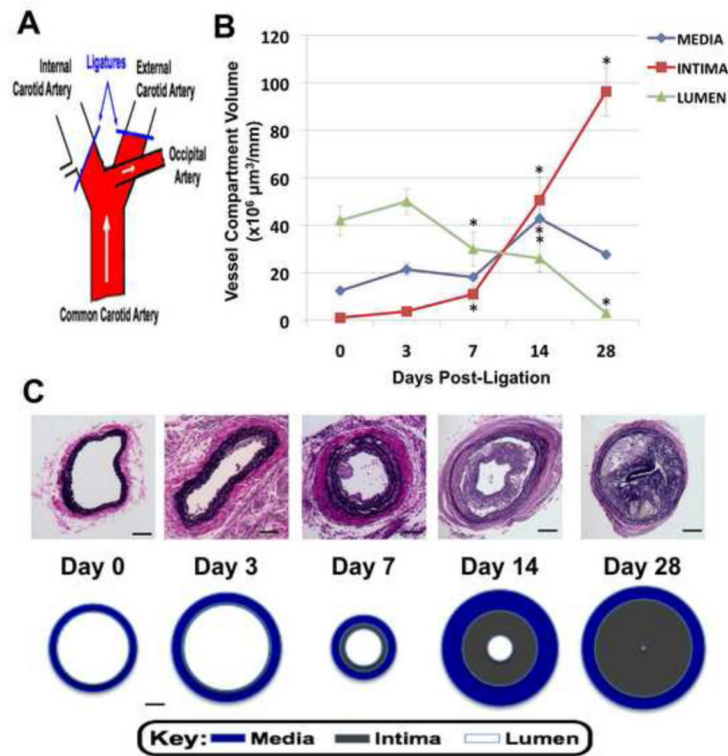 A
Internal
Carotid Artery
Ligatures
External
Carotid Artery
Occipital
Artery
Common Carotid Artery
B
Vessel Compartment Volume
(x10⁶ µm³/mm)
120
100
80
60
40
20
0
*
*
*
*
*
*
*
*
0 3 7 14 28
Days Post-Ligation
MEDIA
INTIMA
LUMEN
C
Day 0 Day 3 Day 7 Day 14 Day 28
Key: Media Intima Lumen